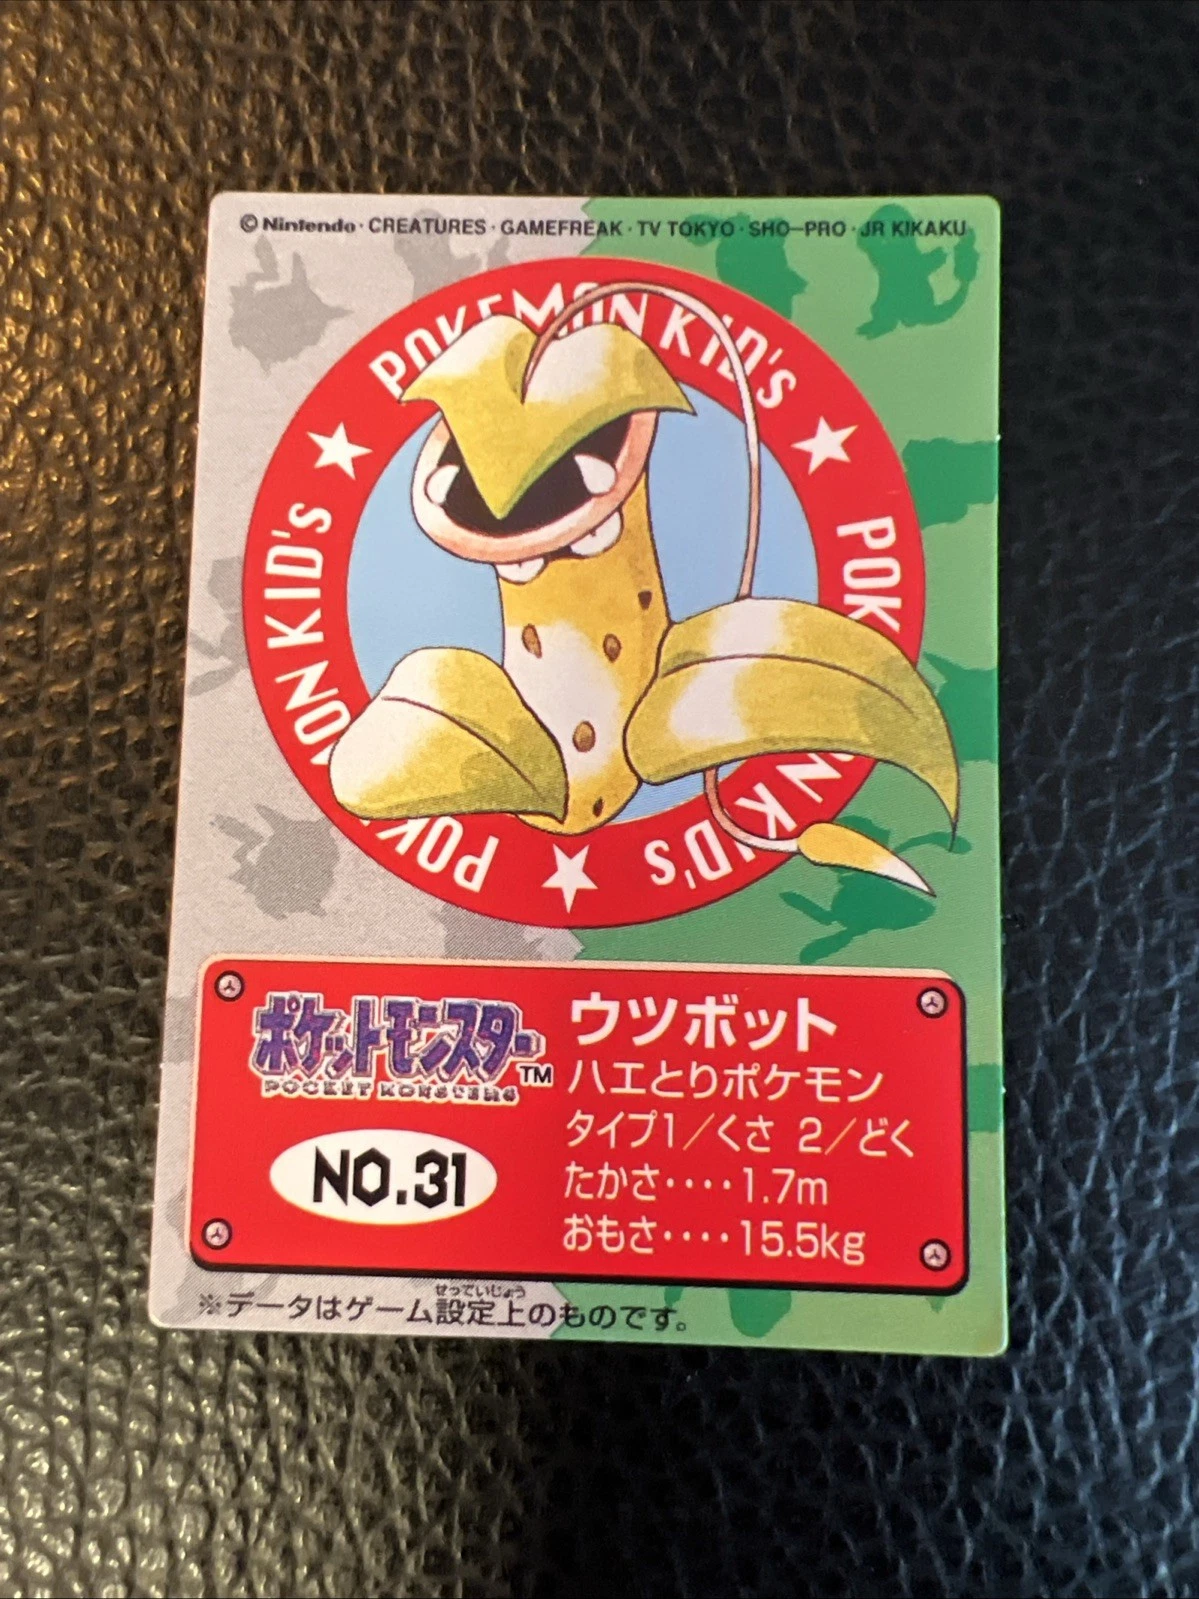 © Nintendo · CREATURES · GAMEFREAK · TV TOKYO · SHO-PRO · JR KIKAKU
POKEMON KID's
POK
ON KID's
POK
ON KID's
ポケットモンスター TM
POCKET MONSTERS
NO.31
ウツボット
ハエとりポケモン
タイプ1/くさ 2/どく
たかさ‥‥1.7m
おもさ‥‥15.5kg
せっていじょう
※データはゲーム設定上のものです。